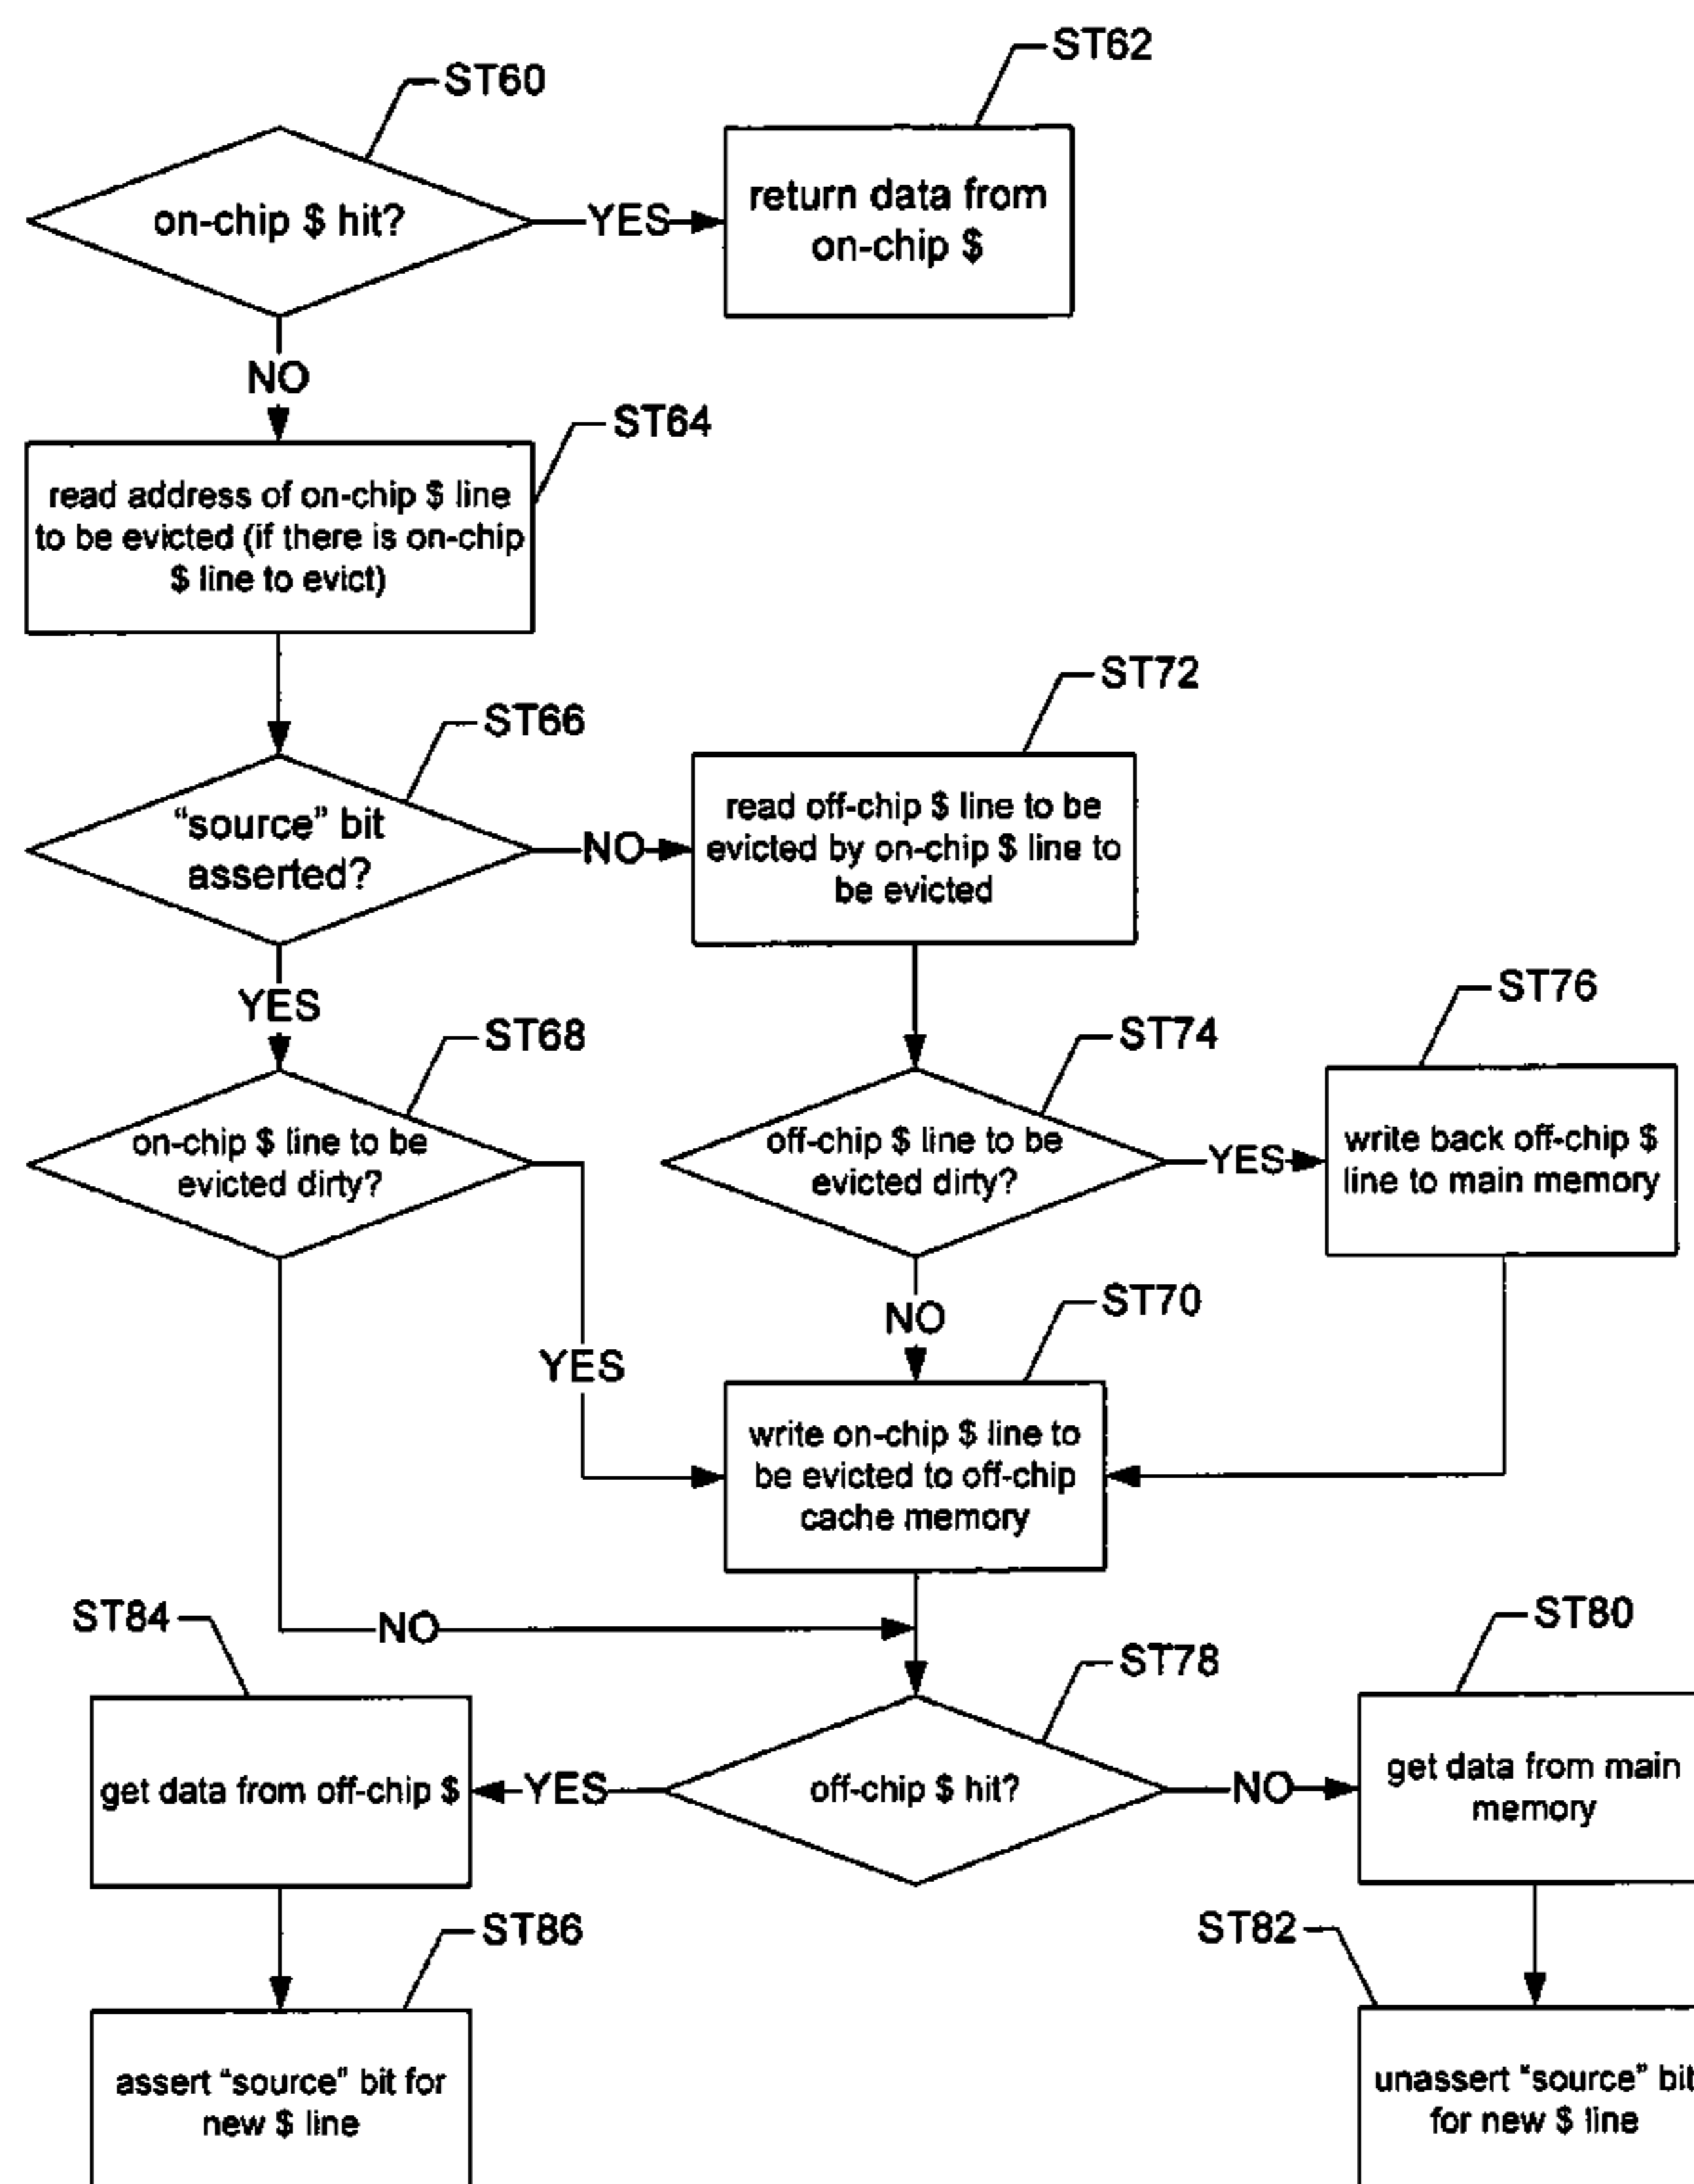 ST60
ST62
on-chip $ hit?
YES
return data from
on-chip $
NO
ST64
read address of on-chip $ line
to be evicted (if there is on-chip
$ line to evict)
ST66
ST72
"source" bit
asserted?
NO
read off-chip $ line to be
evicted by on-chip $ line to
be evicted
YES
ST68
ST74
ST76
on-chip $ line to be
evicted dirty?
off-chip $ line to be
evicted dirty?
YES
write back off-chip $
line to main memory
NO
ST70
YES
write on-chip $ line to
be evicted to off-chip
cache memory
ST84
NO
ST80
ST78
get data from off-chip $
YES
off-chip $ hit?
NO
get data from main
memory
ST86
ST82
assert "source" bit for
new $ line
unassert "source" bit
for new $ line